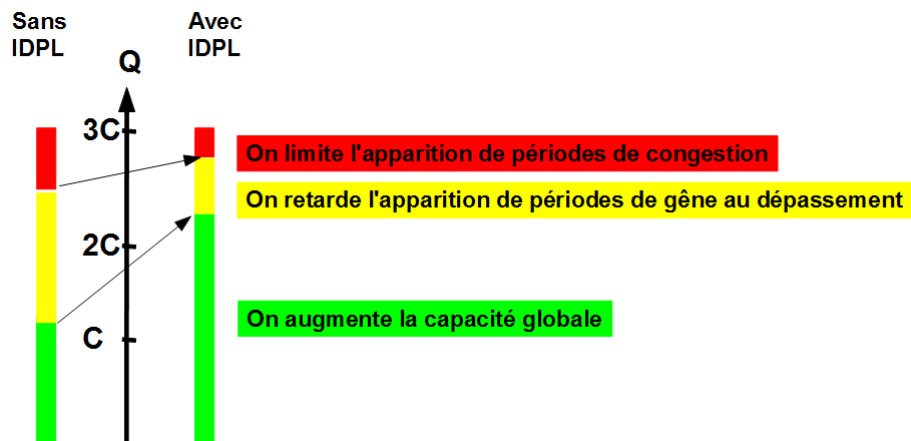 Sans
IDPL
Avec
IDPL
Q
3C
On limite l'apparition de périodes de congestion
On retarde l'apparition de périodes de gêne au dépassement
2C
On augmente la capacité globale
C